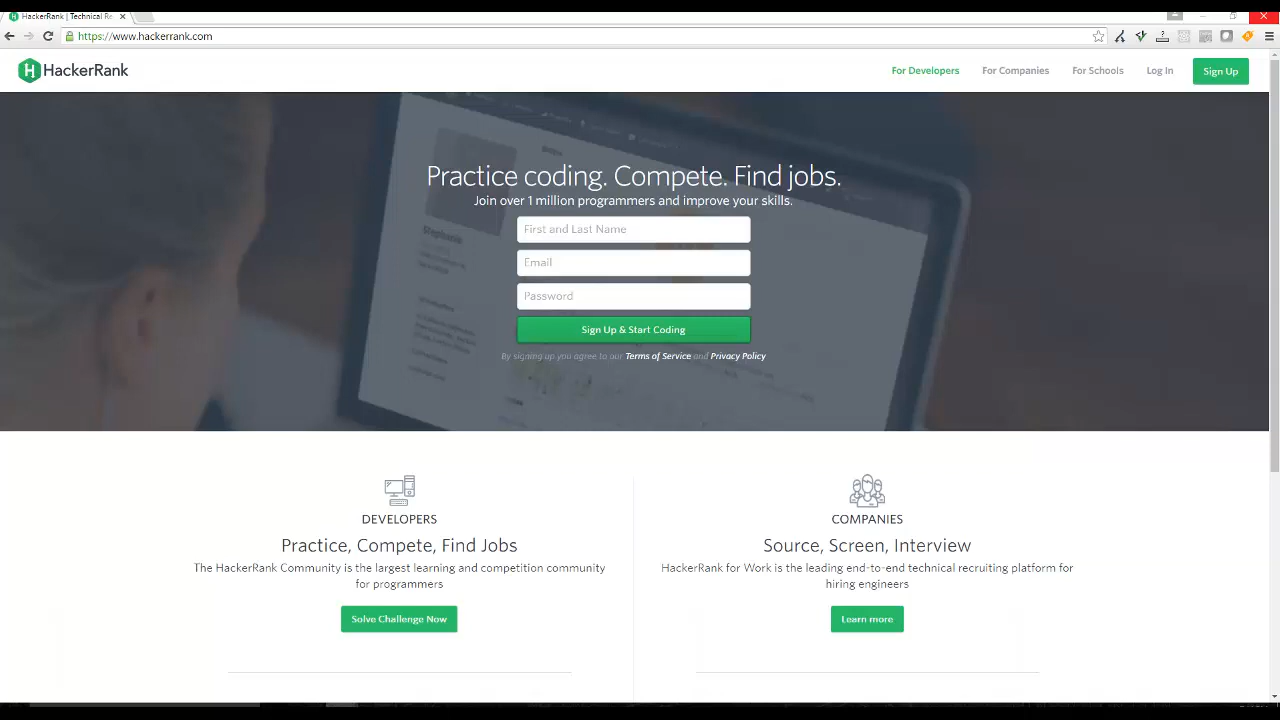 HackerRank | Technical Re
https://www.hackerrank.com
HackerRank
For Developers
For Companies
For Schools
Log In
Sign Up
Practice coding. Compete. Find jobs.
Join over 1 million programmers and improve your skills.
First and Last Name
Email
Password
Sign Up & Start Coding
By signing up you agree to our Terms of Service and Privacy Policy
DEVELOPERS
Practice, Compete, Find Jobs
The HackerRank Community is the largest learning and competition community
for programmers
Solve Challenge Now
COMPANIES
Source, Screen, Interview
HackerRank for Work is the leading end-to-end technical recruiting platform for
hiring engineers
Learn more